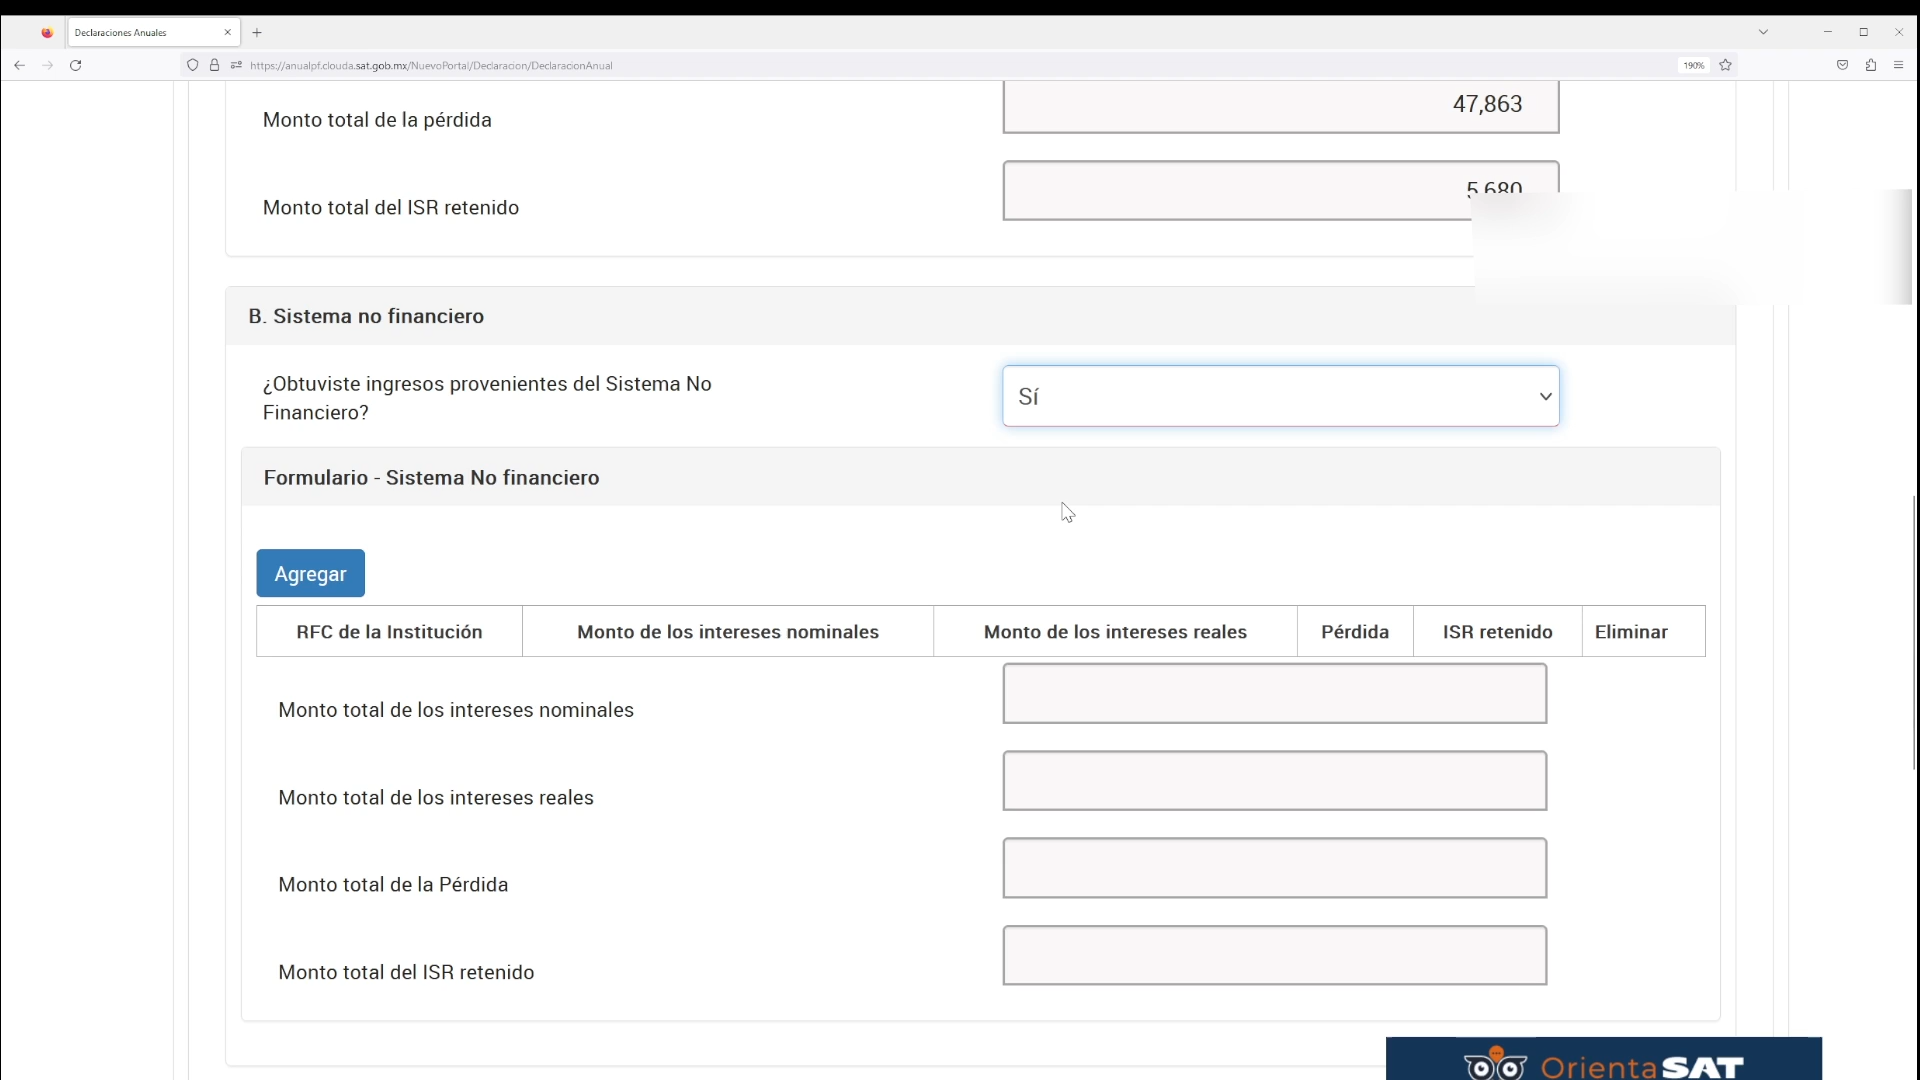 Declaraciones Anuales
https://anualpf.clouda.sat.gob.mx/NuevoPortal/Declaracion/DeclaracionAnual
190%
Monto total de la pérdida
47,863
Monto total del ISR retenido
5,680
B. Sistema no financiero
¿Obtuviste ingresos provenientes del Sistema No
Financiero?
Sí
Formulario - Sistema No financiero
Agregar
RFC de la Institución
Monto de los intereses nominales
Monto de los intereses reales
Pérdida
ISR retenido
Eliminar
Monto total de los intereses nominales
Monto total de los intereses reales
Monto total de la Pérdida
Monto total del ISR retenido
OrientaSAT